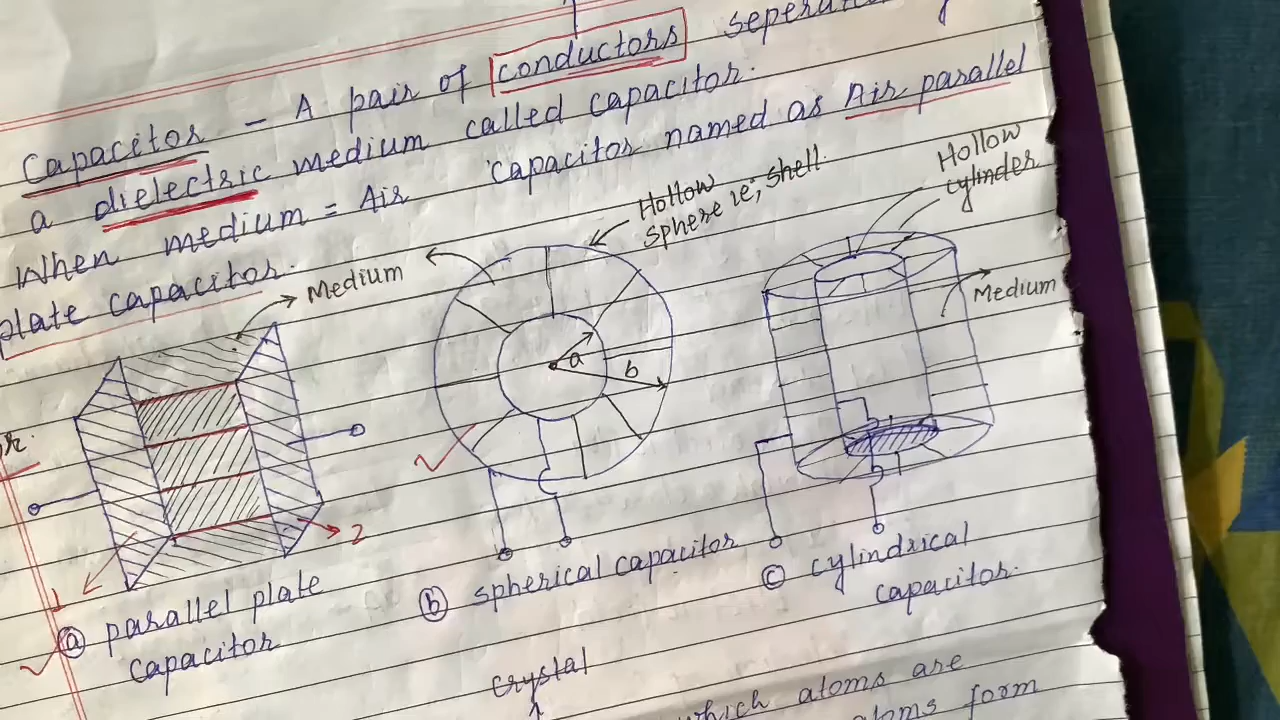 Capacitor - A pair of conductors
a dielectric medium called capacitor.
When medium = Air capacitor named as Air parallel
plate capacitor.
Hollow
sphere ie; shell.
Hollow
cylinder
Medium
Medium
a
b
1
2
ⓐ parallel plate
capacitor
ⓑ spherical capacitor
ⓒ cylindrical
capacitor.
crystal
which atoms are
atoms form